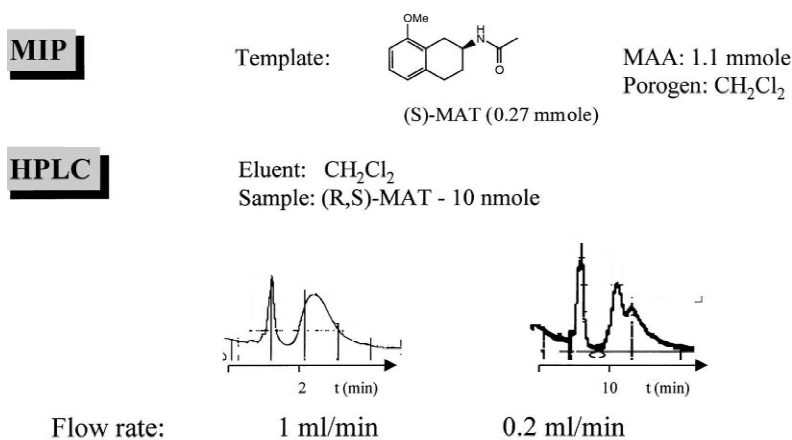 MIP
Template:
OMe
H
N
O
(S)-MAT (0.27 mmole)
MAA: 1.1 mmole
Porogen: CH₂Cl₂
HPLC
Eluent: CH₂Cl₂
Sample: (R,S)-MAT - 10 nmole
2 t (min)
10 t (min)
Flow rate: 1 ml/min 0.2 ml/min